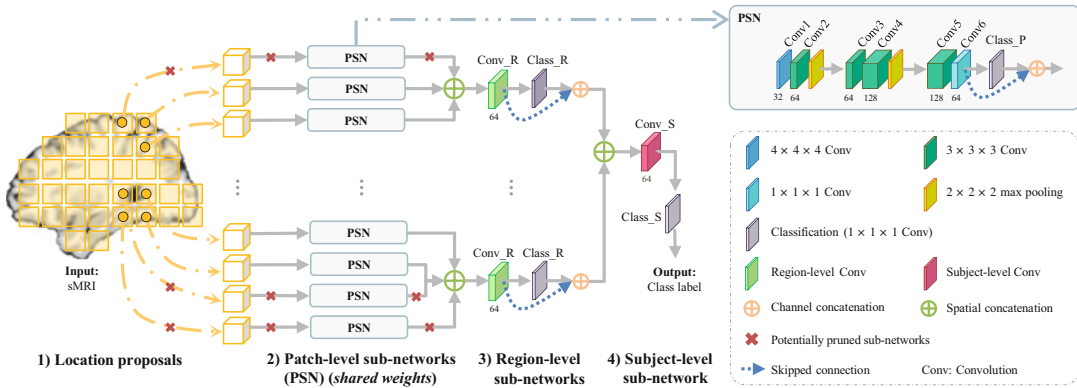 PSN
Conv1
Conv2
Conv3
Conv4
Conv5
Conv6
Class_P
32
64
64
128
128
64
PSN
PSN
PSN
Conv_R
Class_R
64
Conv_S
64
Class_S
Output:
Class label
PSN
PSN
PSN
PSN
Conv_R
Class_R
64
Input:
sMRI
1) Location proposals
2) Patch-level sub-networks
(PSN) (shared weights)
3) Region-level
sub-networks
4) Subject-level
sub-network
4 × 4 × 4 Conv
3 × 3 × 3 Conv
1 × 1 × 1 Conv
2 × 2 × 2 max pooling
Classification (1 × 1 × 1 Conv)
Region-level Conv
Subject-level Conv
Channel concatenation
Spatial concatenation
Potentially pruned sub-networks
Skipped connection
Conv: Convolution